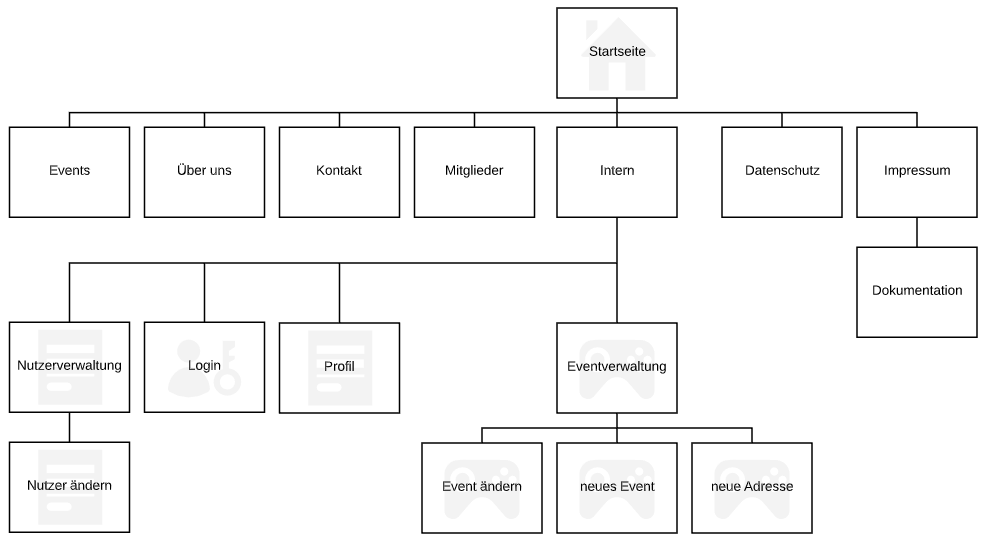 Startseite
Events
Über uns
Kontakt
Mitglieder
Intern
Datenschutz
Impressum
Dokumentation
Nutzerverwaltung
Login
Profil
Eventverwaltung
Nutzer ändern
Event ändern
neues Event
neue Adresse